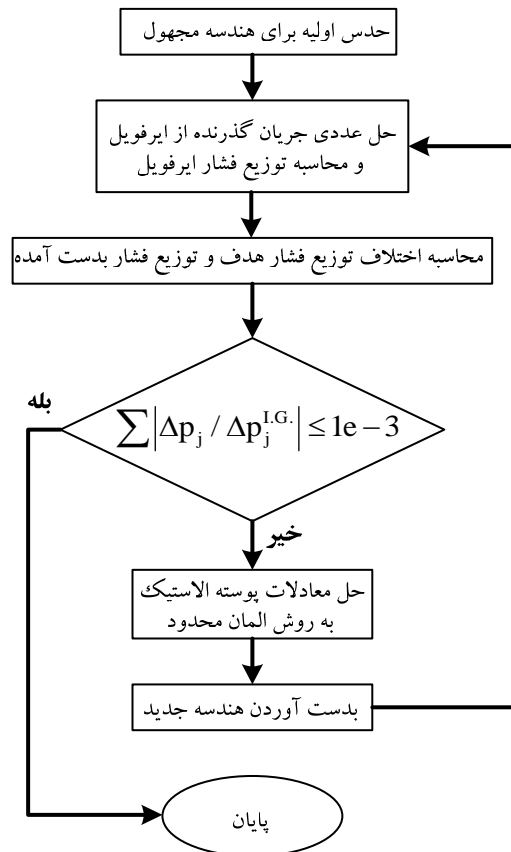 حدس اولیه برای هندسه مجهول
حل عددی جریان گذرنده از ایرفویل
و محاسبه توزیع فشار ایرفویل
محاسبه اختلاف توزیع فشار هدف و توزیع فشار بدست آمده
بله
∑|Δp_j / Δp_j^{I.G.}| ≤ 1e − 3
خیر
حل معادلات پوسته الاستیک
به روش المان محدود
بدست آوردن هندسه جدید
پایان